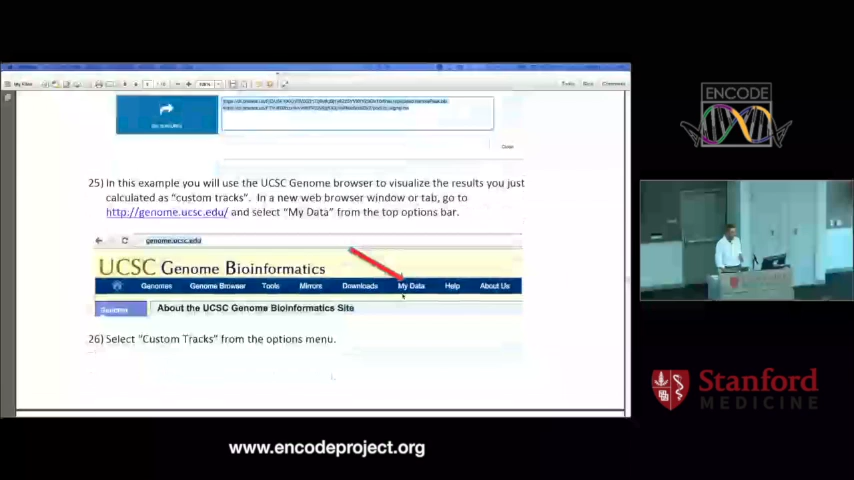 My Files
Tools
Comments
ENCODE
Close
25) In this example you will use the UCSC Genome browser to visualize the results you just
calculated as “custom tracks”. In a new web browser window or tab, go to
http://genome.ucsc.edu/ and select “My Data” from the top options bar.
genome.ucsc.edu
UCSC Genome Bioinformatics
Genomes Genome Browser Tools Mirrors Downloads My Data Help About Us
Genome
About the UCSC Genome Bioinformatics Site
26) Select “Custom Tracks” from the options menu.
Stanford
MEDICINE
www.encodeproject.org